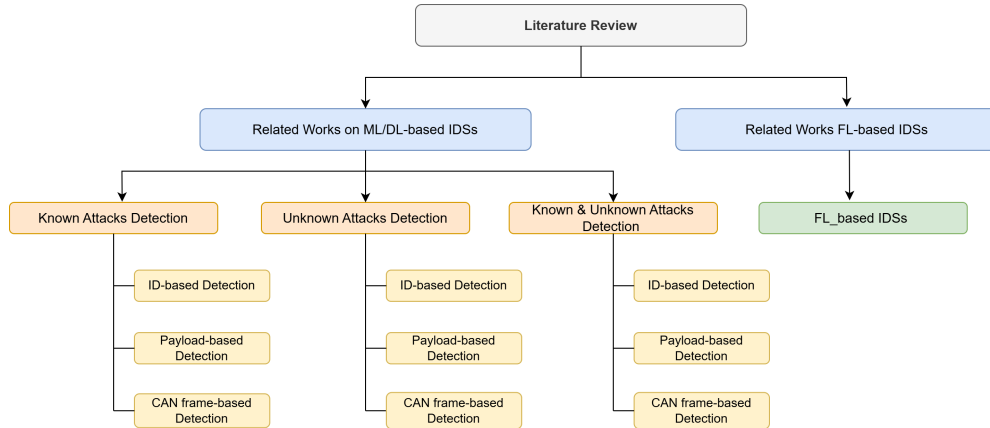 Literature Review
Related Works on ML/DL-based IDSs
Related Works FL-based IDSs
Known Attacks Detection
Unknown Attacks Detection
Known & Unknown Attacks
Detection
FL_based IDSs
ID-based Detection
ID-based Detection
ID-based Detection
Payload-based
Detection
Payload-based
Detection
Payload-based
Detection
CAN frame-based
Detection
CAN frame-based
Detection
CAN frame-based
Detection